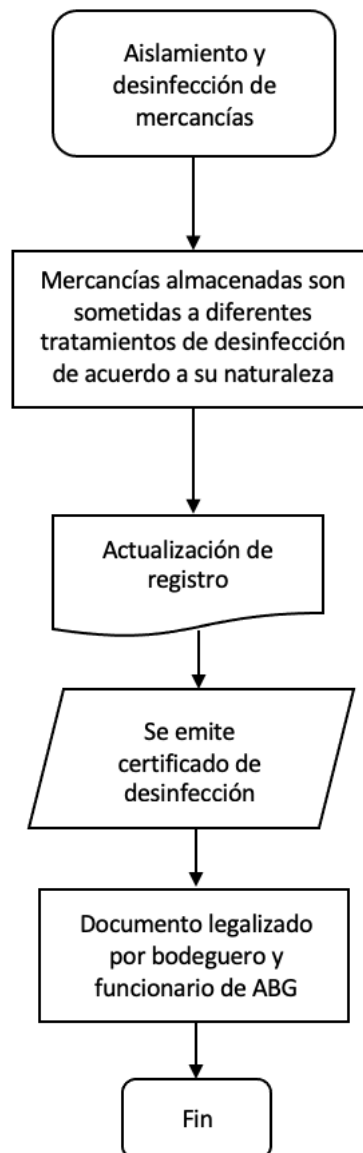 Aislamiento y
desinfección de
mercancías
Mercancías almacenadas son
sometidas a diferentes
tratamientos de desinfección
de acuerdo a su naturaleza
Actualización de
registro
Se emite
certificado de
desinfección
Documento legalizado
por bodeguero y
funcionario de ABG
Fin